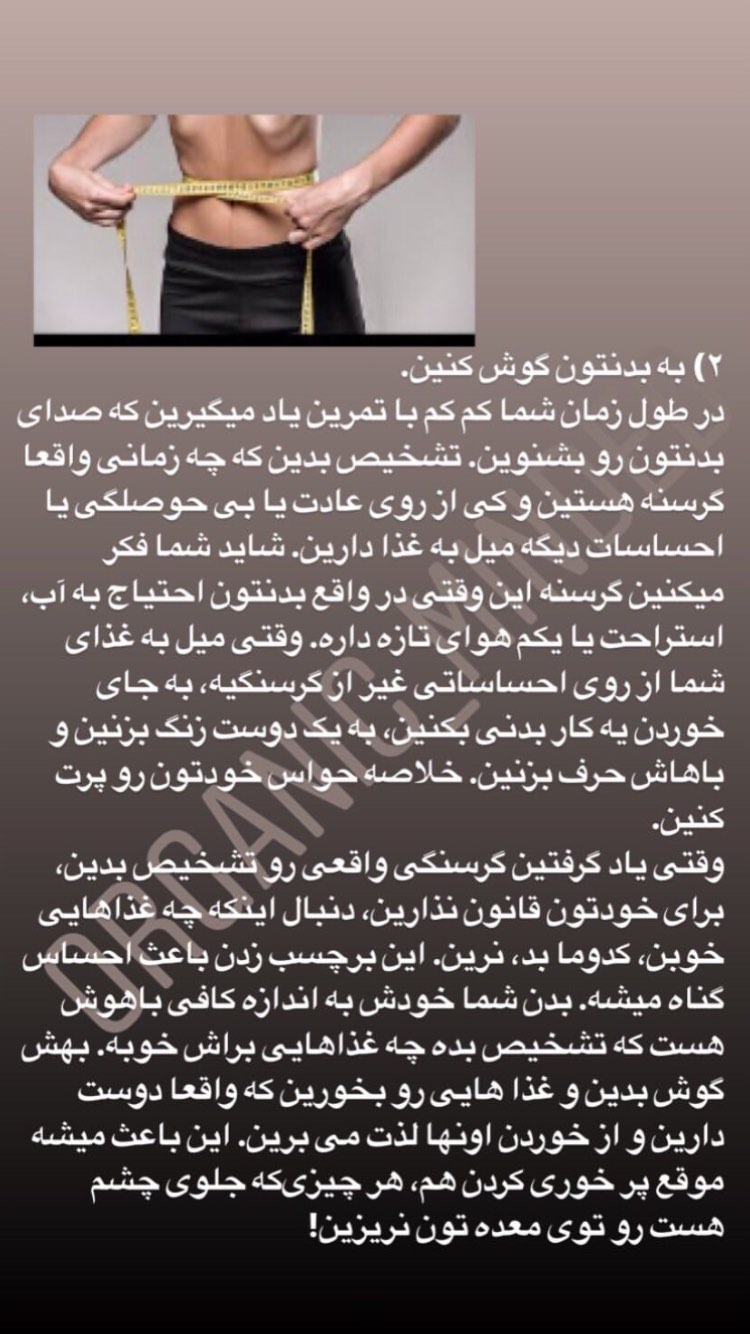 ۲) به بدنتون گوش کنین.
در طول زمان شما کم کم با تمرین یاد میگیرین که صدای
بدنتون رو بشنوین. تشخیص بدین که چه زمانی واقعا
گرسنه هستین و کی از روی عادت یا بی حوصلگی یا
احساسات دیگه میل به غذا دارین. شاید شما فکر
میکنین گرسنه این وقتی در واقع بدنتون احتیاج به آب،
استراحت یا یکم هوای تازه داره. وقتی میل به غذای
شما از روی احساساتی غیر از گرسنگیه، به جای
خوردن یه کار بدنی بکنین، به یک دوست زنگ بزنین و
باهاش حرف بزنین. خلاصه حواس خودتون رو پرت
کنین.
وقتی یاد گرفتین گرسنگی واقعی رو تشخیص بدین،
برای خودتون قانون نذارین، دنبال اینکه چه غذاهایی
خوبن، کدوما بد، نرین. این برچسب زدن باعث احساس
گناه میشه. بدن شما خودش به اندازه کافی باهوش
هست که تشخیص بده چه غذاهایی براش خوبه. بهش
گوش بدین و غذا هایی رو بخورین که واقعا دوست
دارین و از خوردن اونها لذت می برین. این باعث میشه
موقع پر خوری کردن هم، هر چیزی‌که جلوی چشم
هست رو توی معده تون نریزین!
ORGANIC_MINDED